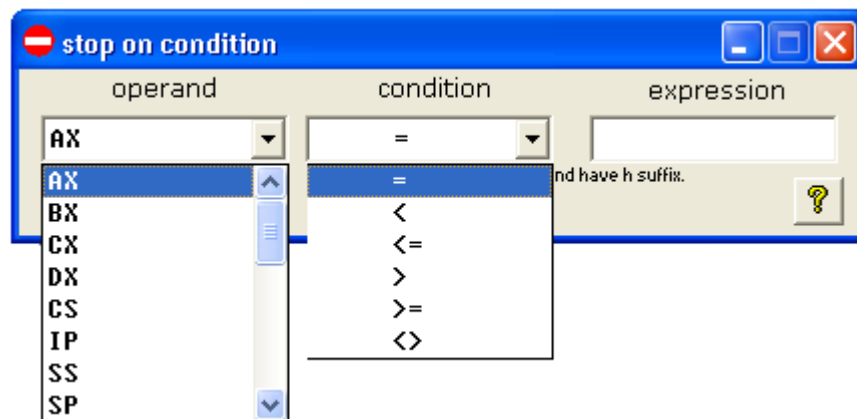 stop on condition
operand condition expression
AX =
AX
BX
CX
DX
CS
IP
SS
SP
=
<
<=
>
>=
<>
nd have h suffix.
?